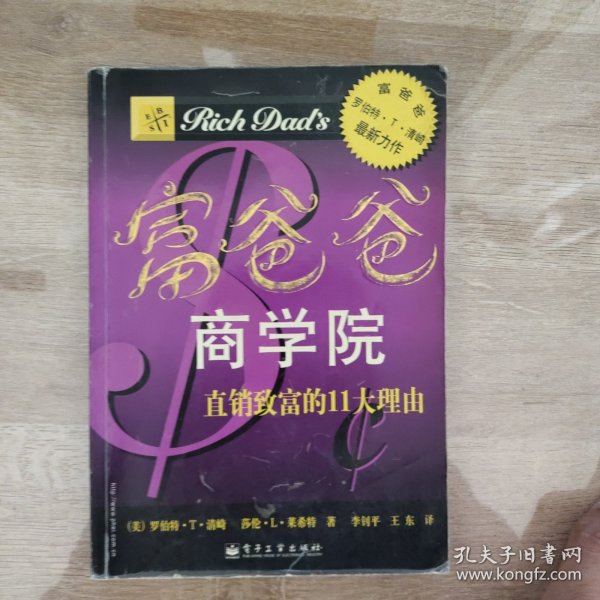 E B S I
Rich Dad's
富爸爸
罗伯特·T·清崎
最新力作
富爸爸
商学院
直销致富的11大理由
(美)罗伯特·T·清崎 莎伦·L·莱希特 著 李钊平 王东 译
电子工业出版社
http://www.phei.com.cn
孔夫子旧书网
www.kongfz.com